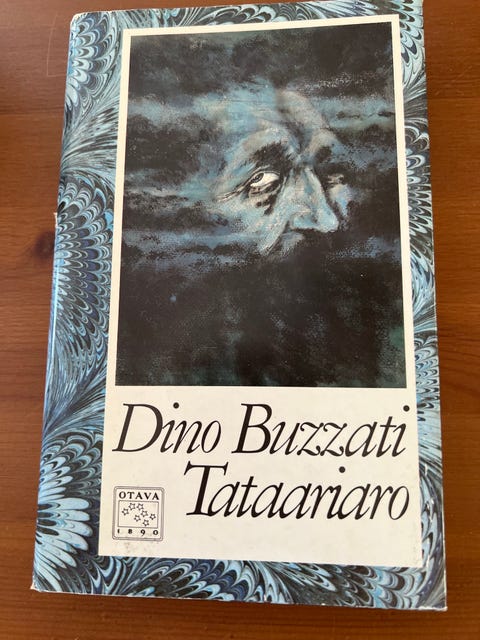 Dino Buzzati
Tataariaro
OTAVA
1890